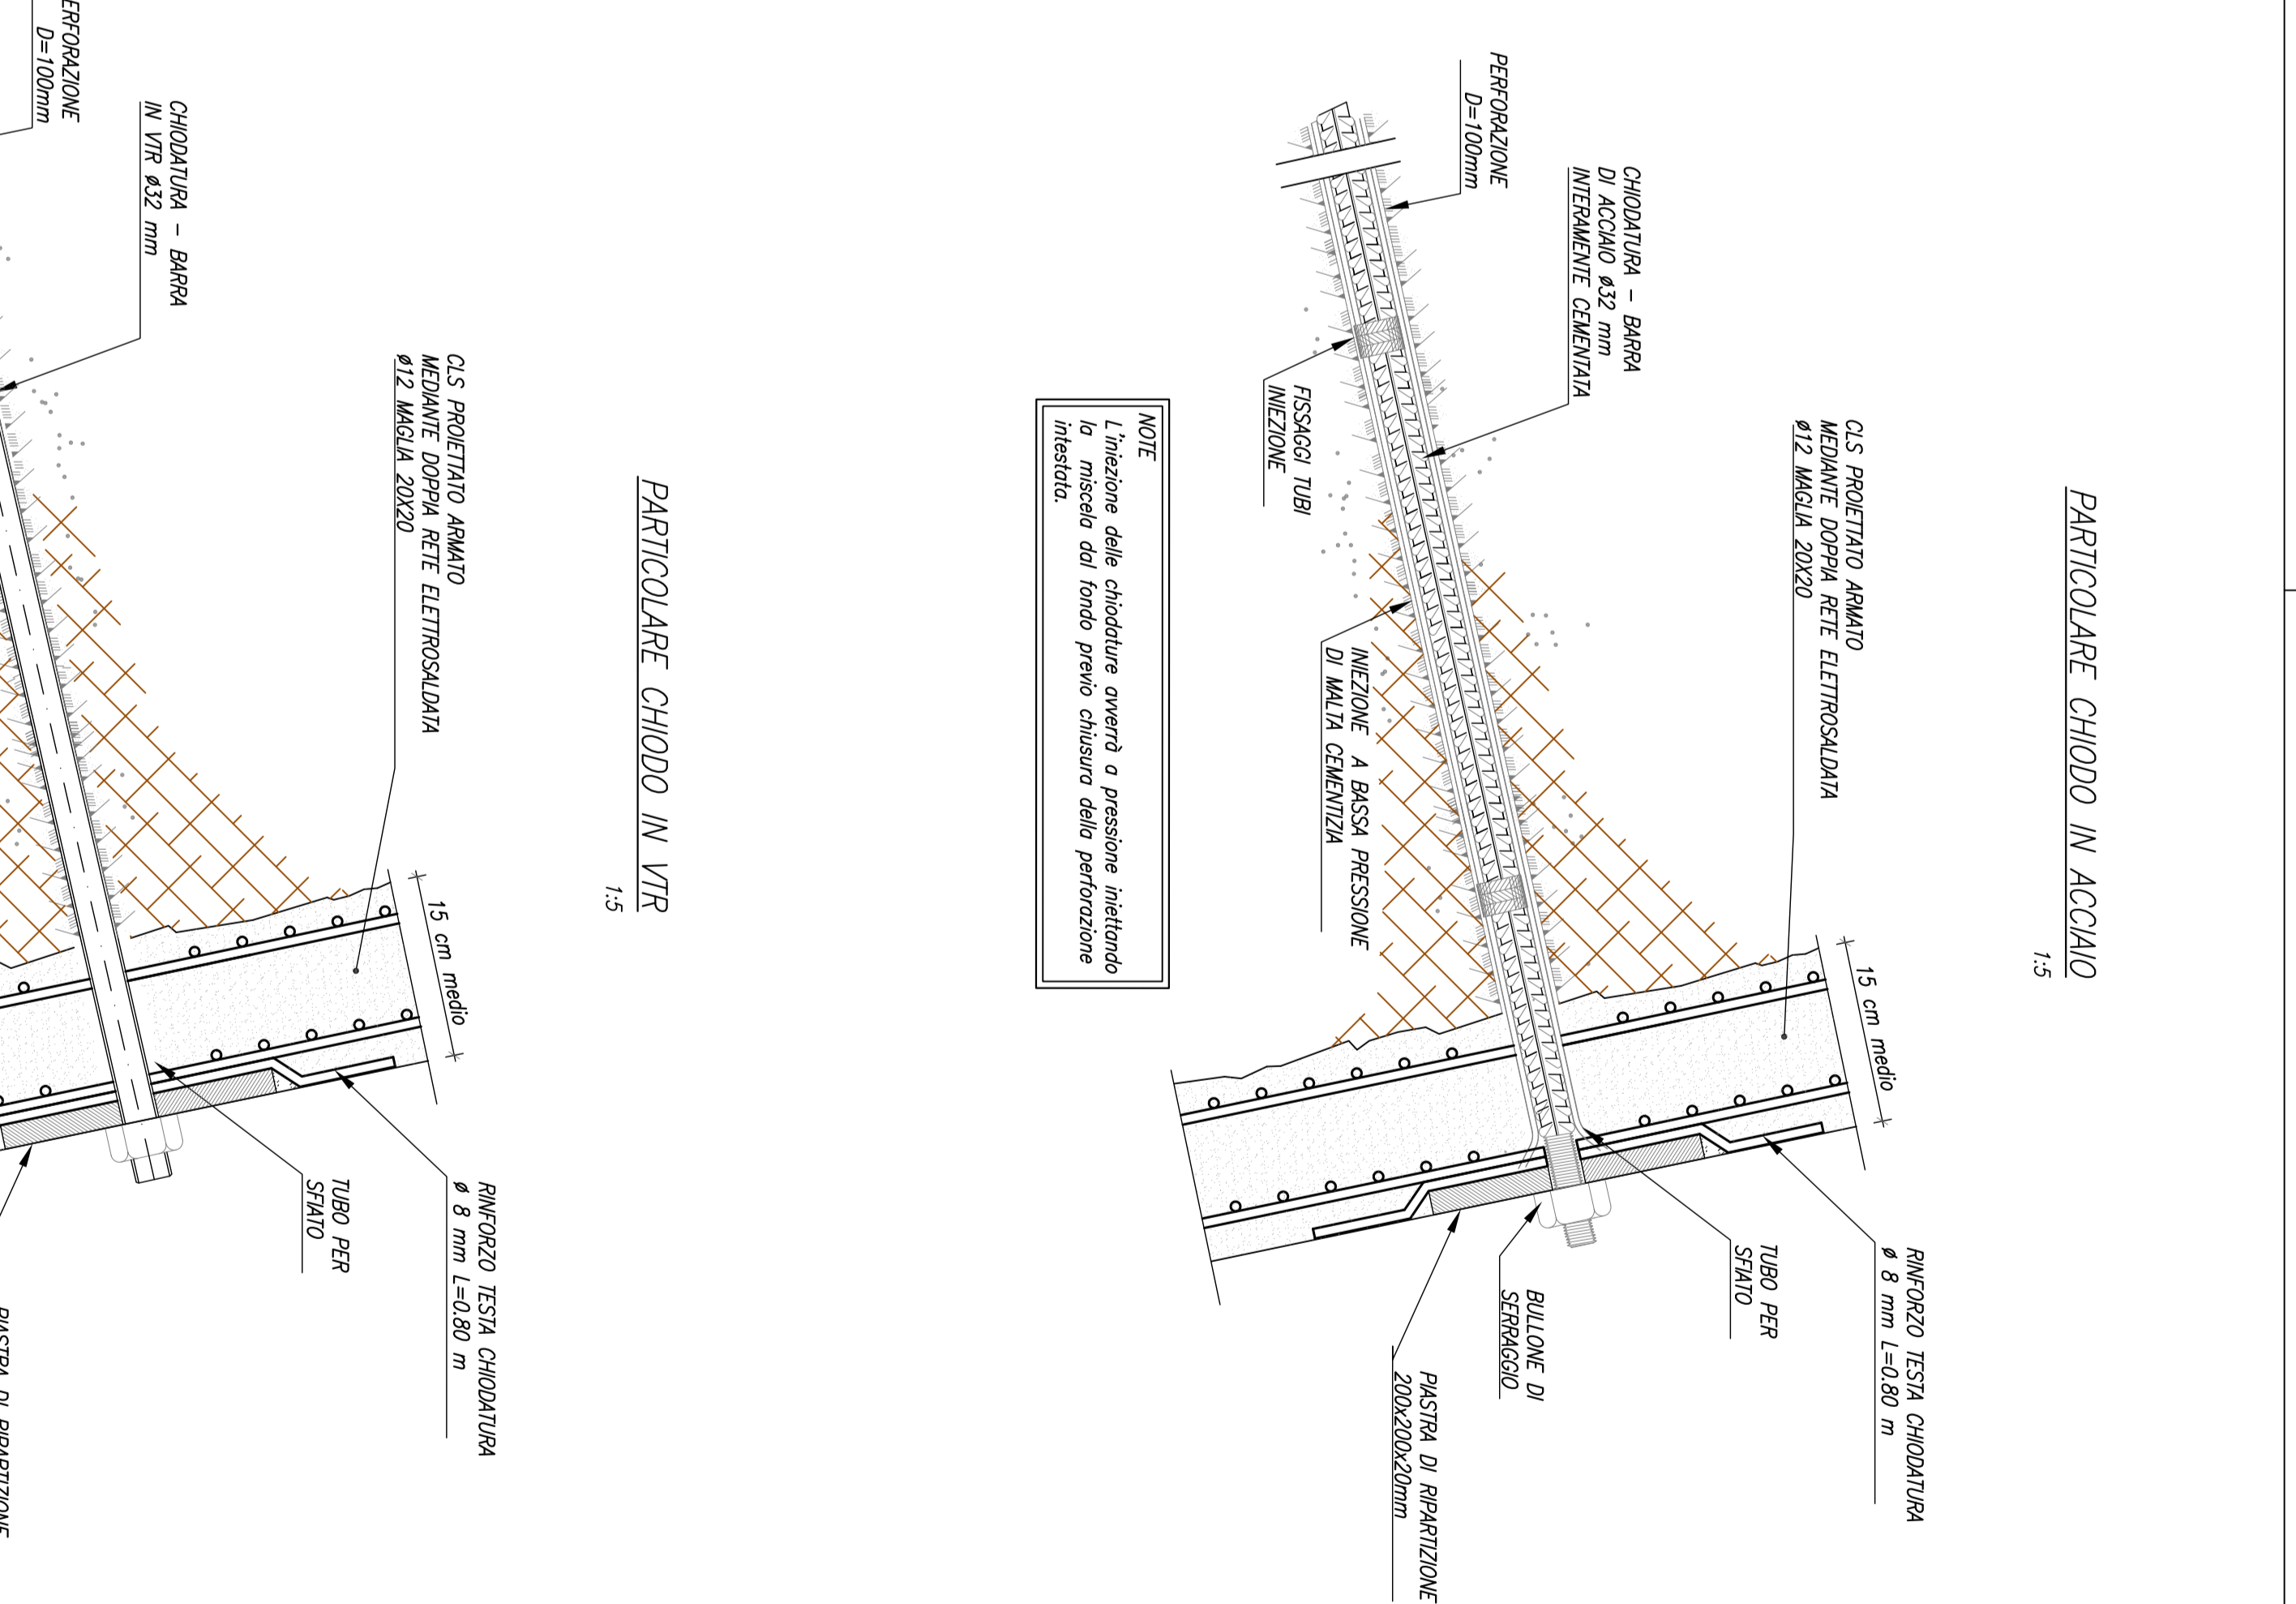 PARTICOLARE CHIODO IN ACCIAIO
1:5
CLS PROIETTATO ARMATO
MEDIANTE DOPPIA RETE ELETTROSALDATA
ø12 MAGLIA 20X20
15 cm medio
RINFORZO TESTA CHIODATURA
ø 8 mm L=0.80 m
CHIODATURA - BARRA
DI ACCIAIO ø32 mm
INTERAMENTE CEMENTATA
TUBO PER
SFIATO
PERFORAZIONE
D=100mm
BULLONE DI
SERRAGGIO
PIASTRA DI RIPARTIZIONE
200x200x20mm
INIEZIONE A BASSA PRESSIONE
DI MALTA CEMENTIZIA
FISSAGGI TUBI
INIEZIONE
NOTE
L'iniezione delle chiodature avverrà a pressione iniettando
la miscela dal fondo previo chiusura della perforazione
intestata.
PARTICOLARE CHIODO IN VTR
1:5
CLS PROIETTATO ARMATO
MEDIANTE DOPPIA RETE ELETTROSALDATA
ø12 MAGLIA 20X20
15 cm medio
RINFORZO TESTA CHIODATURA
ø 8 mm L=0.80 m
TUBO PER
SFIATO
CHIODATURA - BARRA
IN VTR ø32 mm
ERFORAZIONE
D=100mm
PIASTRA DI RIPARTIZIONE